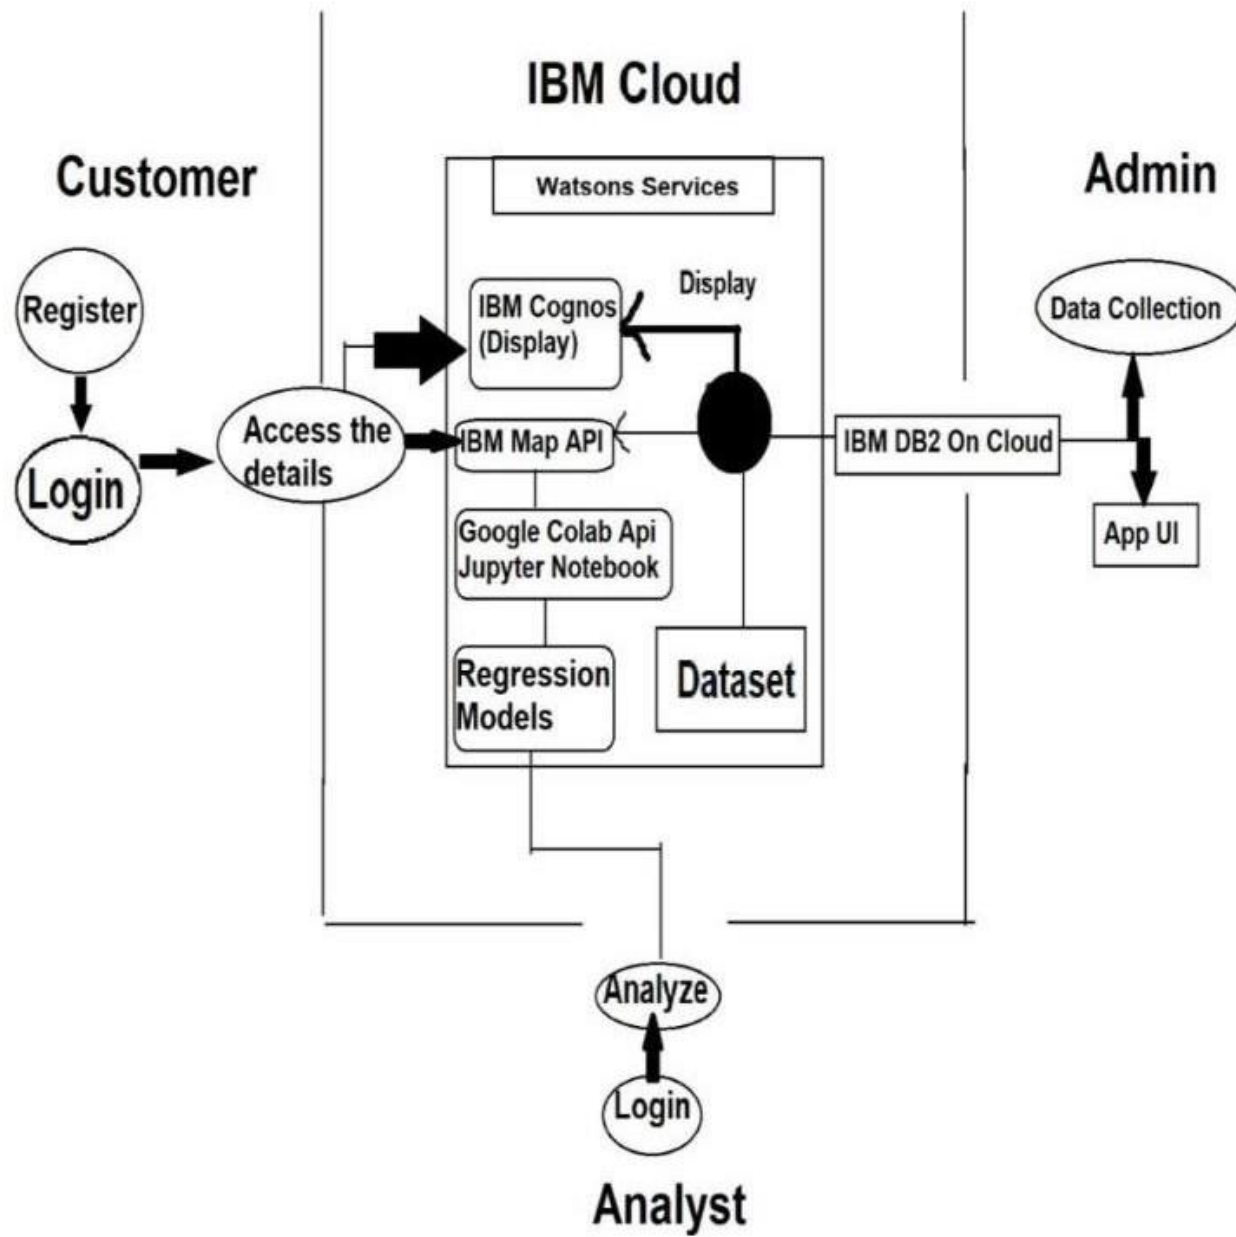 IBM Cloud
Customer
Admin
Watsons Services
Register
Login
Access the
details
IBM Cognos
(Display)
Display
IBM Map API
Google Colab Api
Jupyter Notebook
Regression
Models
Dataset
IBM DB2 On Cloud
Data Collection
App UI
Analyze
Login
Analyst